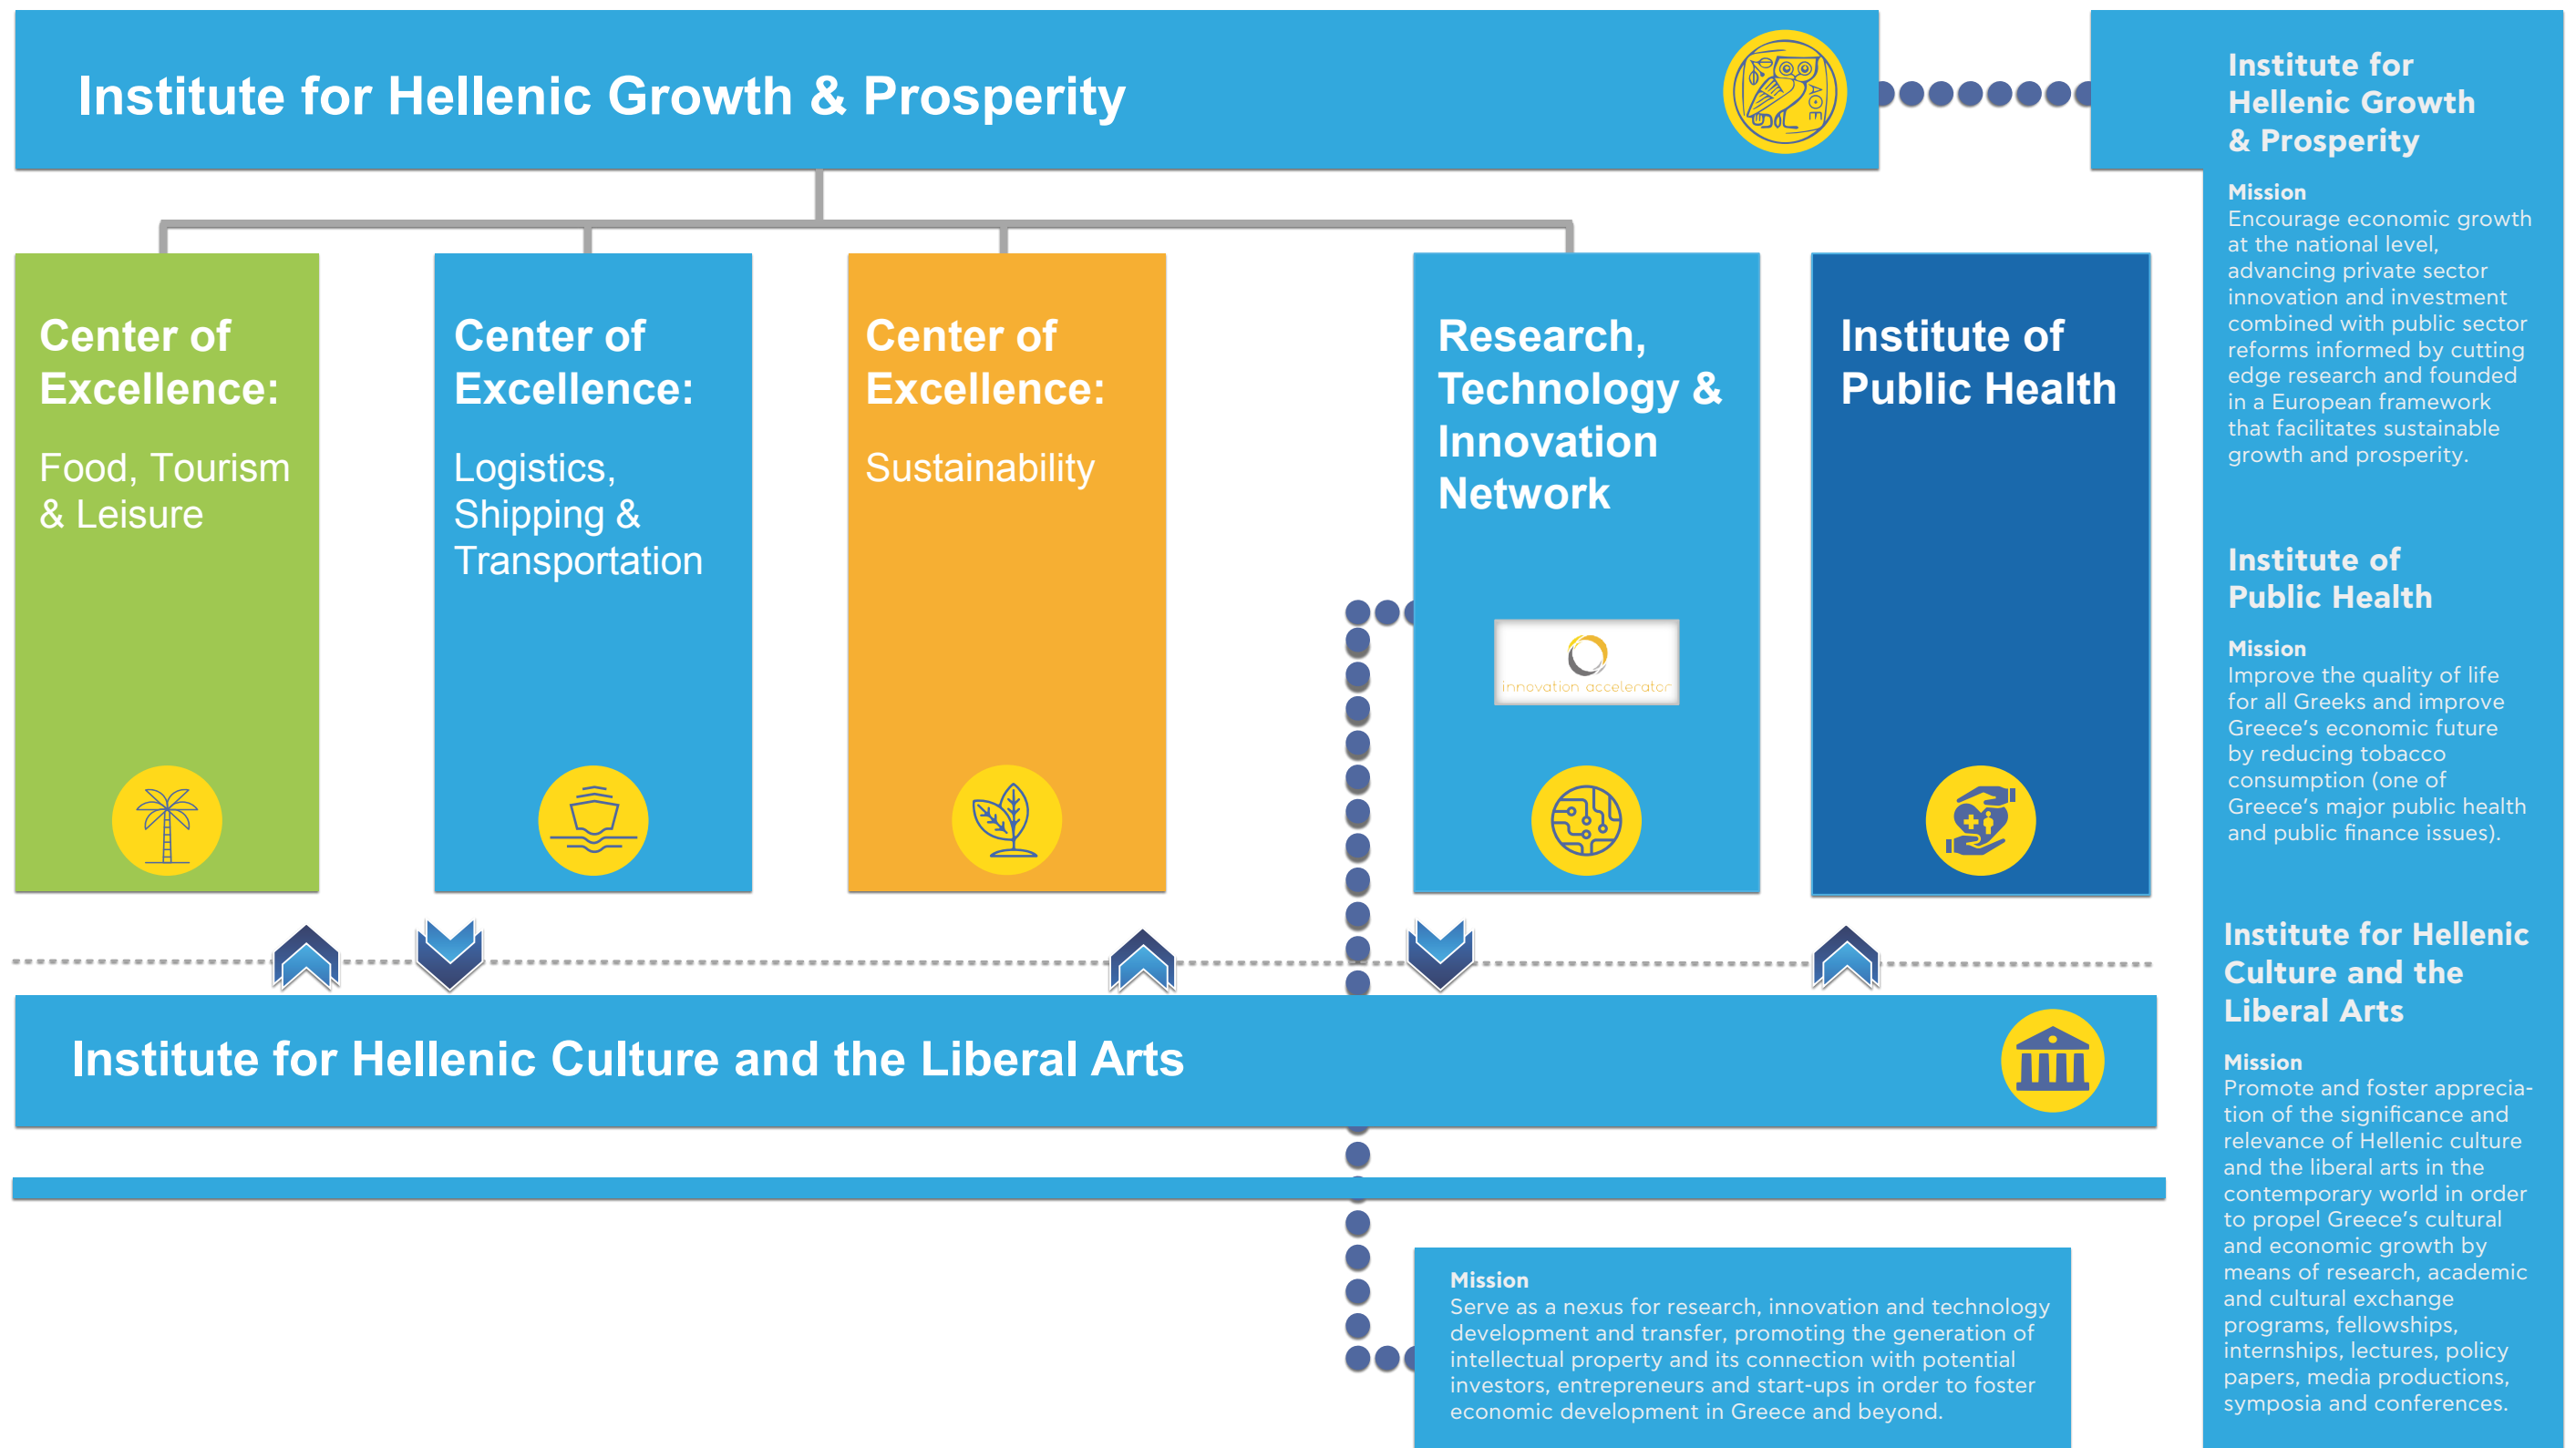 Institute for Hellenic Growth & Prosperity
ΑΘΕ
Center of
Excellence:
Food, Tourism
& Leisure
Center of
Excellence:
Logistics,
Shipping &
Transportation
Center of
Excellence:
Sustainability
Research,
Technology &
Innovation
Network
innovation accelerator
Institute of
Public Health
Institute for Hellenic Culture and the Liberal Arts
Mission
Serve as a nexus for research, innovation and technology
development and transfer, promoting the generation of
intellectual property and its connection with potential
investors, entrepreneurs and start-ups in order to foster
economic development in Greece and beyond.
Institute for
Hellenic Growth
& Prosperity
Mission
Encourage economic growth
at the national level,
advancing private sector
innovation and investment
combined with public sector
reforms informed by cutting
edge research and founded
in a European framework
that facilitates sustainable
growth and prosperity.
Institute of
Public Health
Mission
Improve the quality of life
for all Greeks and improve
Greece's economic future
by reducing tobacco
consumption (one of
Greece's major public health
and public finance issues).
Institute for Hellenic
Culture and the
Liberal Arts
Mission
Promote and foster apprecia-
tion of the significance and
relevance of Hellenic culture
and the liberal arts in the
contemporary world in order
to propel Greece's cultural
and economic growth by
means of research, academic
and cultural exchange
programs, fellowships,
internships, lectures, policy
papers, media productions,
symposia and conferences.